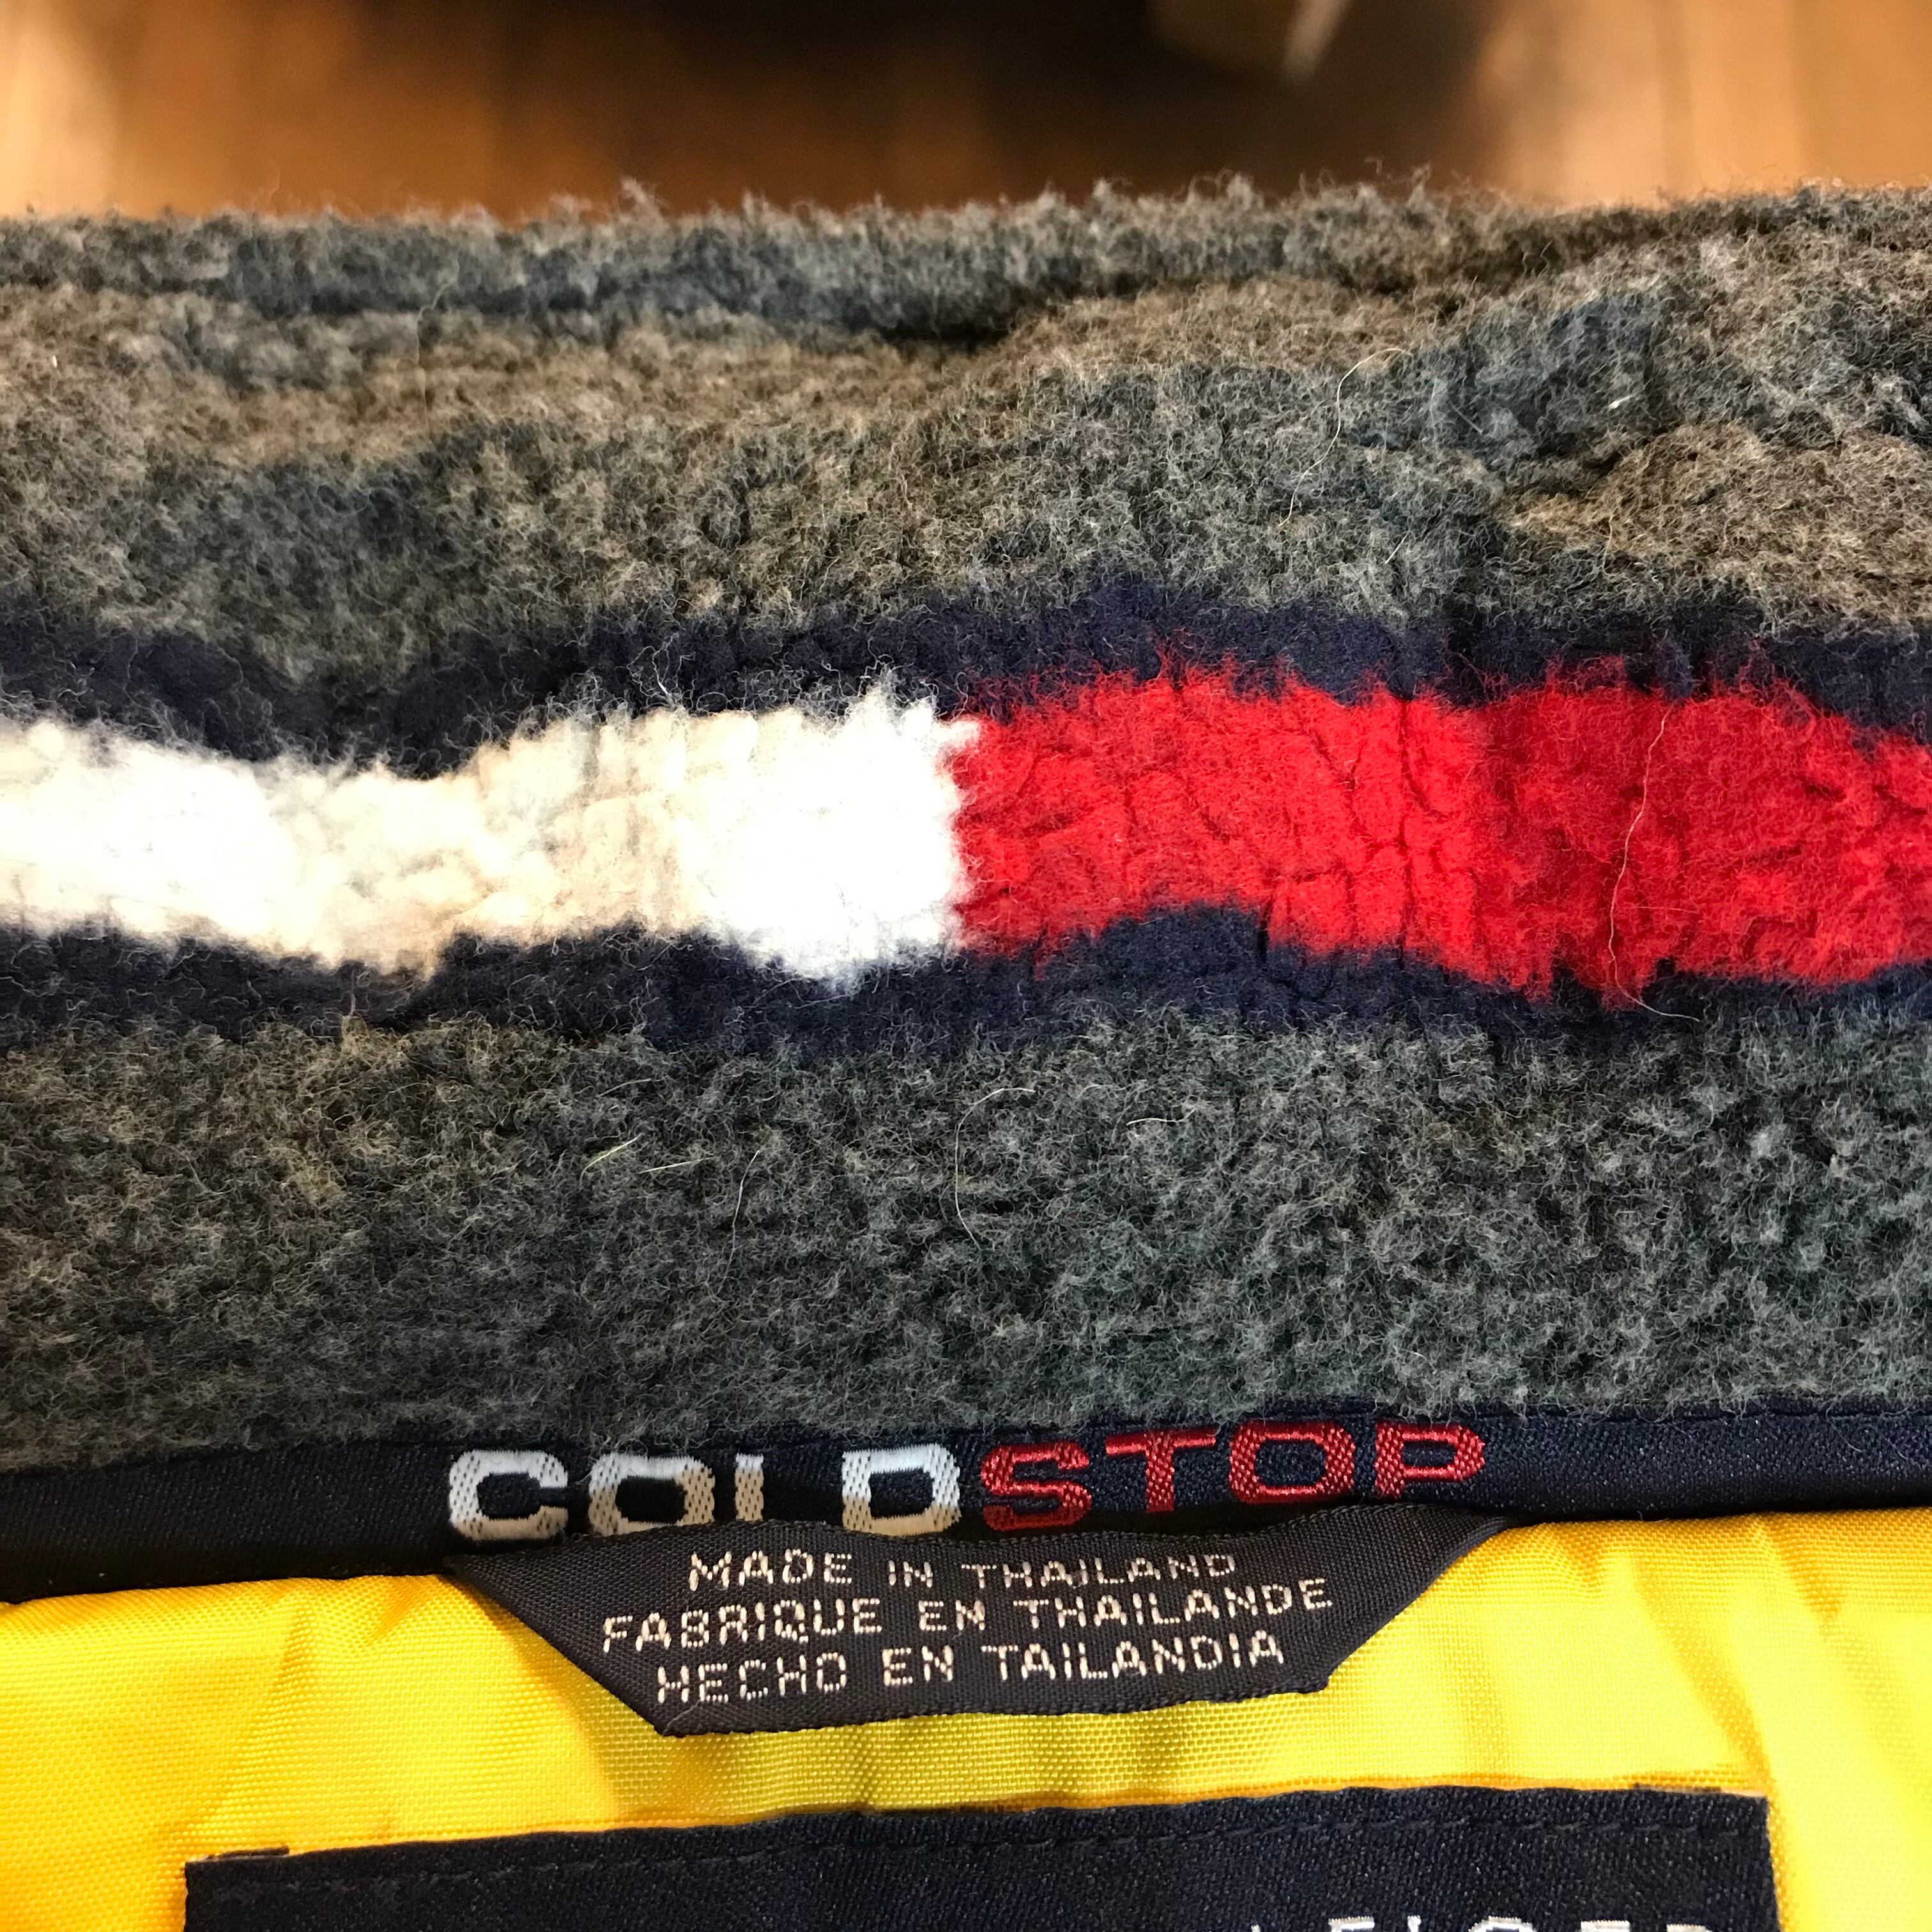 COLDSTOP
MADE IN THAILAND
FABRIQUE EN THAILANDE
HECHO EN TAILANDIA